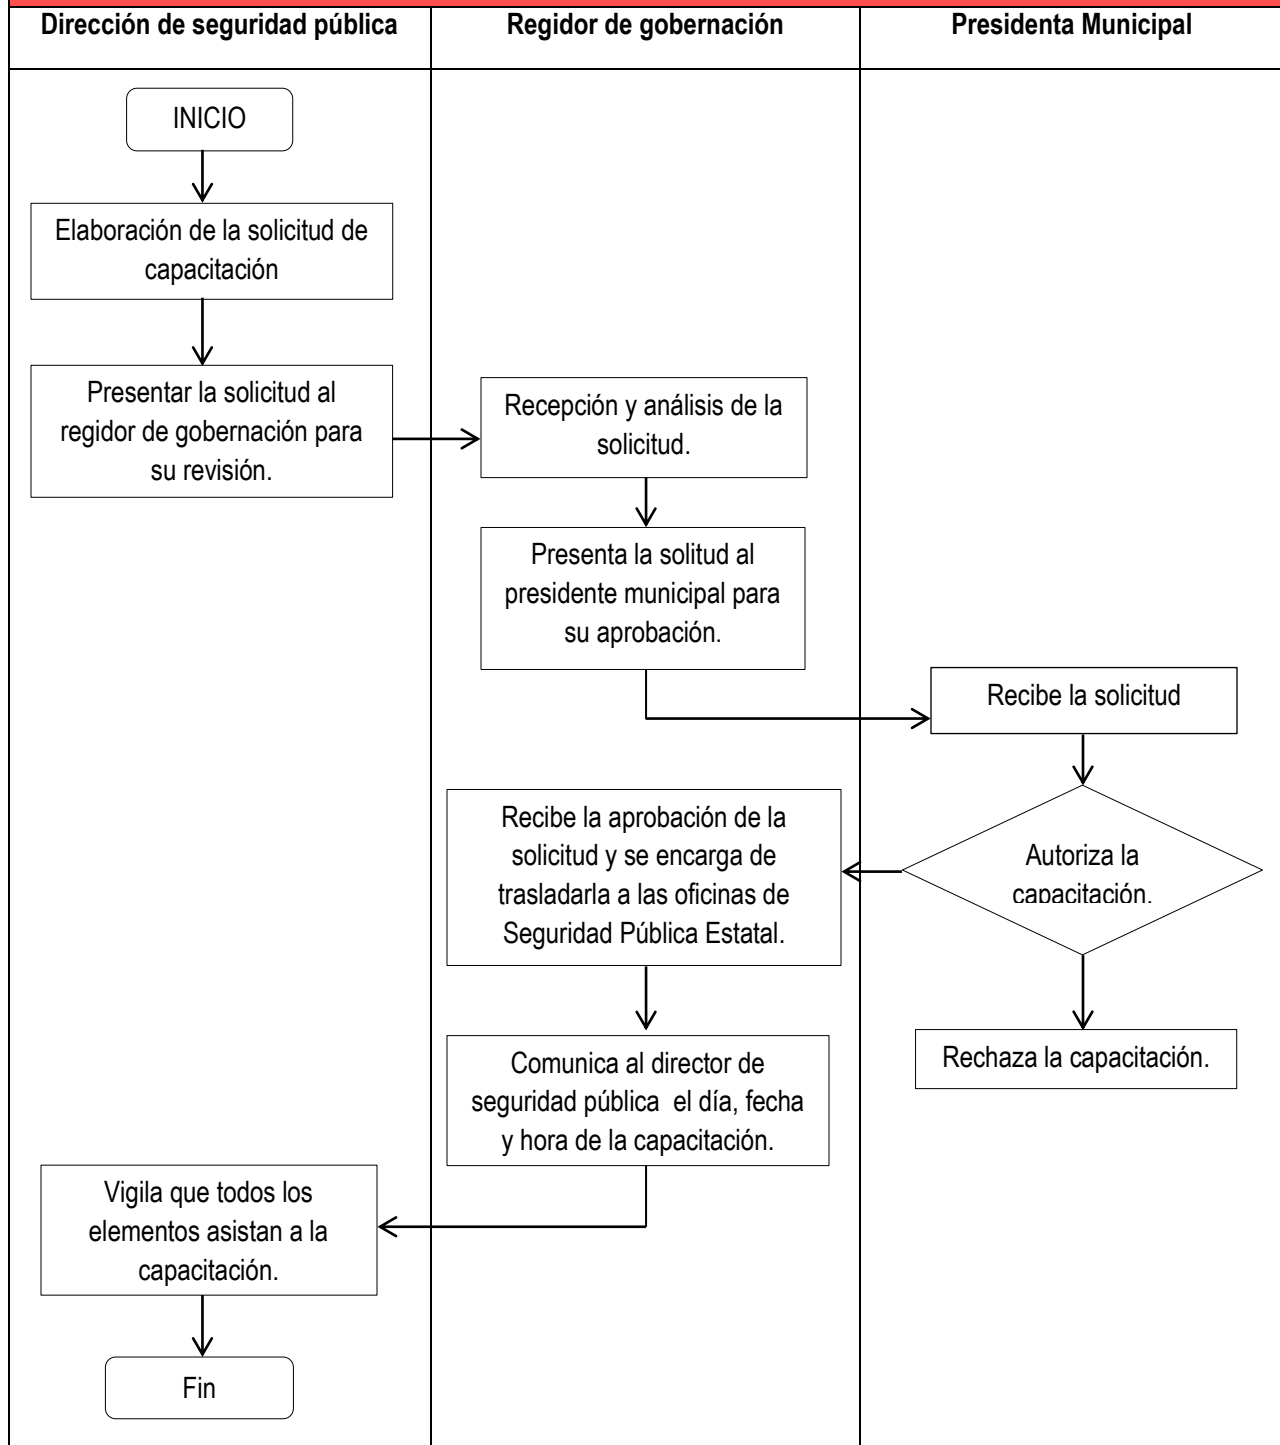 Dirección de seguridad pública
Regidor de gobernación
Presidenta Municipal
INICIO
Elaboración de la solicitud de
capacitación
Presentar la solicitud al
regidor de gobernación para
su revisión.
Recepción y análisis de la
solicitud.
Presenta la solitud al
presidente municipal para
su aprobación.
Recibe la solicitud
Autoriza la
capacitación.
Recibe la aprobación de la
solicitud y se encarga de
trasladarla a las oficinas de
Seguridad Pública Estatal.
Rechaza la capacitación.
Comunica al director de
seguridad pública  el día, fecha
y hora de la capacitación.
Vigila que todos los
elementos asistan a la
capacitación.
Fin